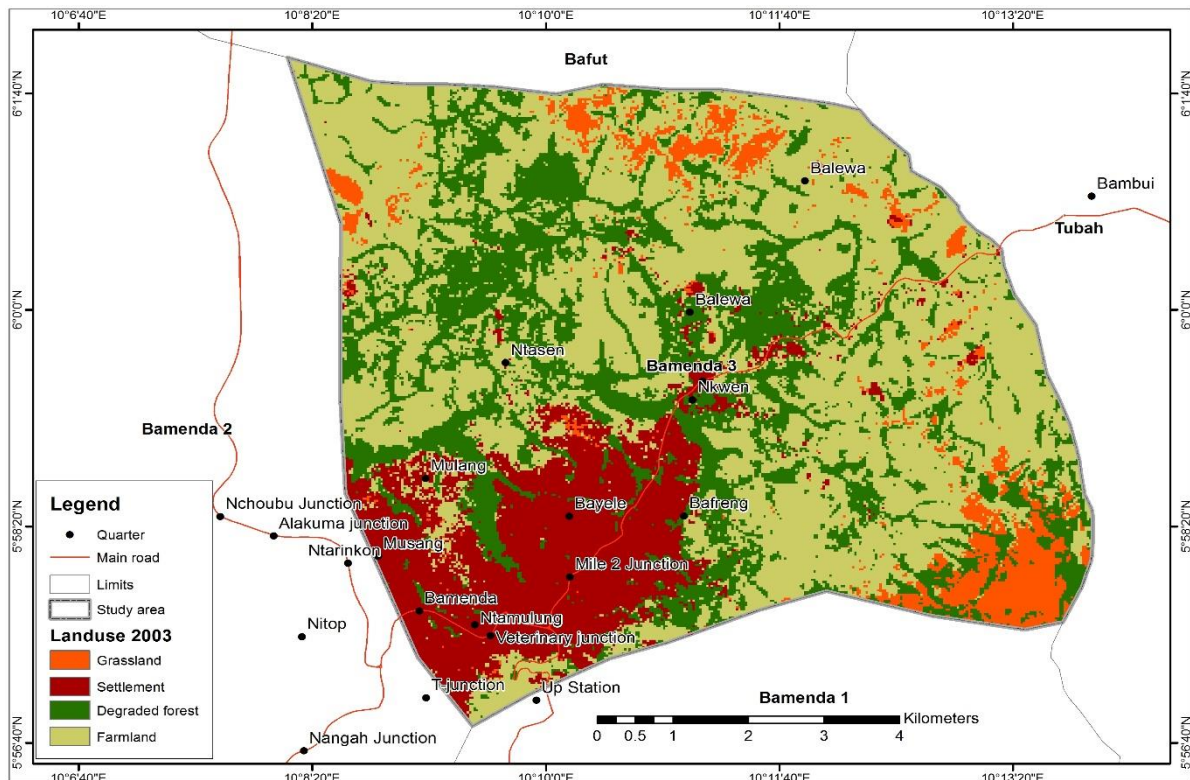 10°6'40"E 10°8'20"E 10°10'0"E 10°11'40"E 10°13'20"E
Bafut
6°1'40"N 6°1'40"N
Balewa
Bambui
Tubah
6°0'0"N 6°0'0"N
Balewa
Ntasen
Bamenda 3
Nkwen
Bamenda 2
Mulang
Nchoubu Junction
Bayele
Bafreng
5°58'20"N 5°58'20"N
Alakuma junction
Musang
Ntarinkon
Mile 2 Junction
Bamenda
Ntamulung
Nitop
Veterinary junction
T-junction
Up Station
Bamenda 1
Nangah Junction
5°56'40"N 5°56'40"N
Legend
Quarter
Main road
Limits
Study area
Landuse 2003
Grassland
Settlement
Degraded forest
Farmland
Kilometers
0 0.5 1 2 3 4
10°6'40"E 10°8'20"E 10°10'0"E 10°11'40"E 10°13'20"E